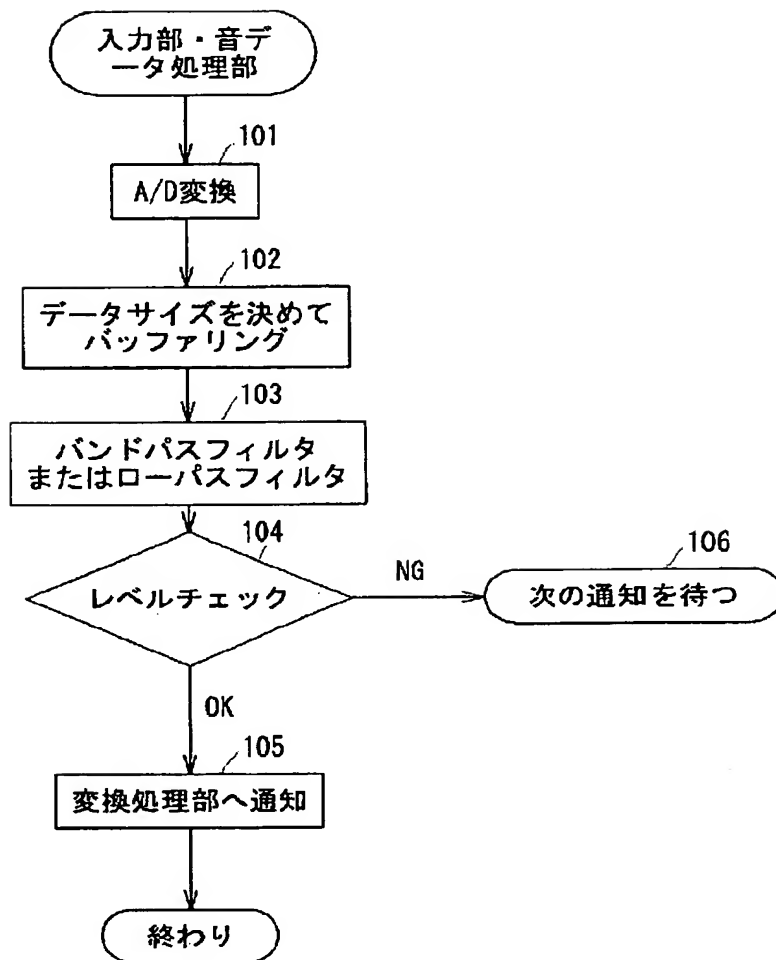 入力部・音デ
ータ処理部
101
A/D変換
102
データサイズを決めて
バッファリング
103
バンドパスフィルタ
またはローパスフィルタ
104
レベルチェック
NG
106
次の通知を待つ
OK
105
変換処理部へ通知
終わり